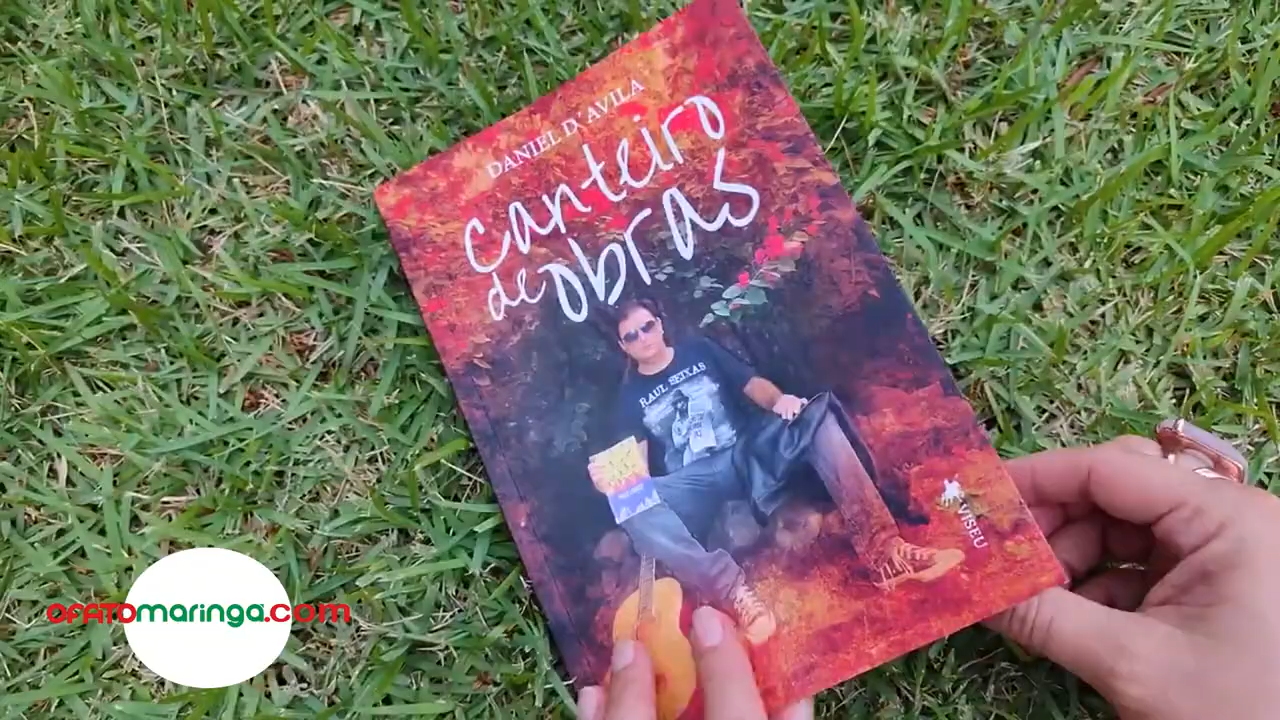 DANIEL D'AVILA
canteiro
de obras
RAUL SEIXAS
VISEU
OFATOmaringa.com